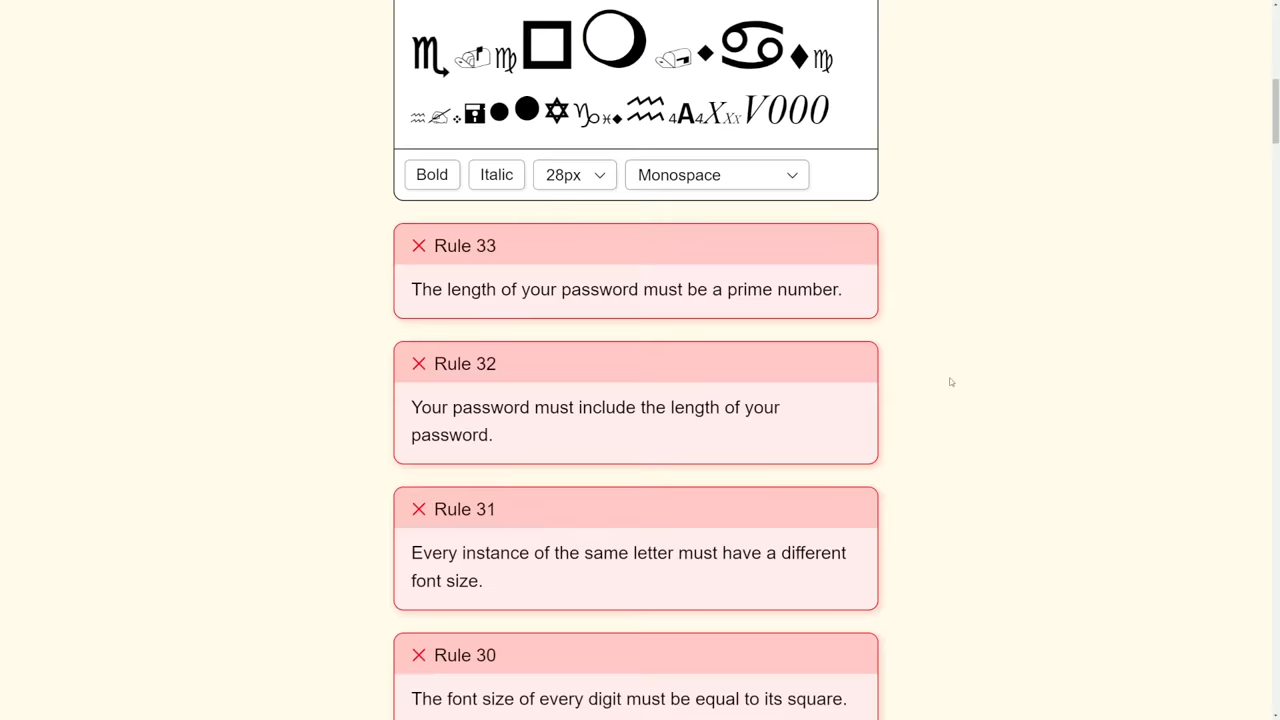 4A4XXXV000
Bold Italic 28px Monospace
Rule 33
The length of your password must be a prime number.
Rule 32
Your password must include the length of your
password.
Rule 31
Every instance of the same letter must have a different
font size.
Rule 30
The font size of every digit must be equal to its square.